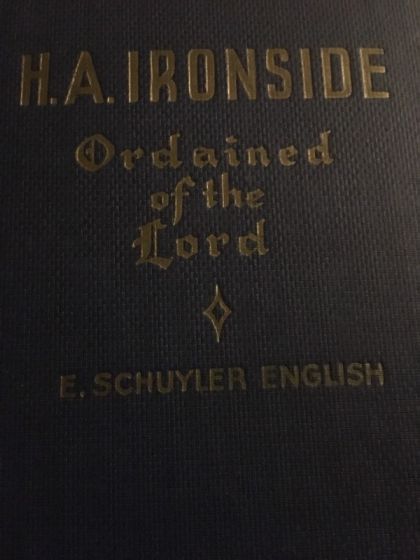 H.A. IRONSIDE
Ordained
of the
Lord
E. SCHUYLER ENGLISH